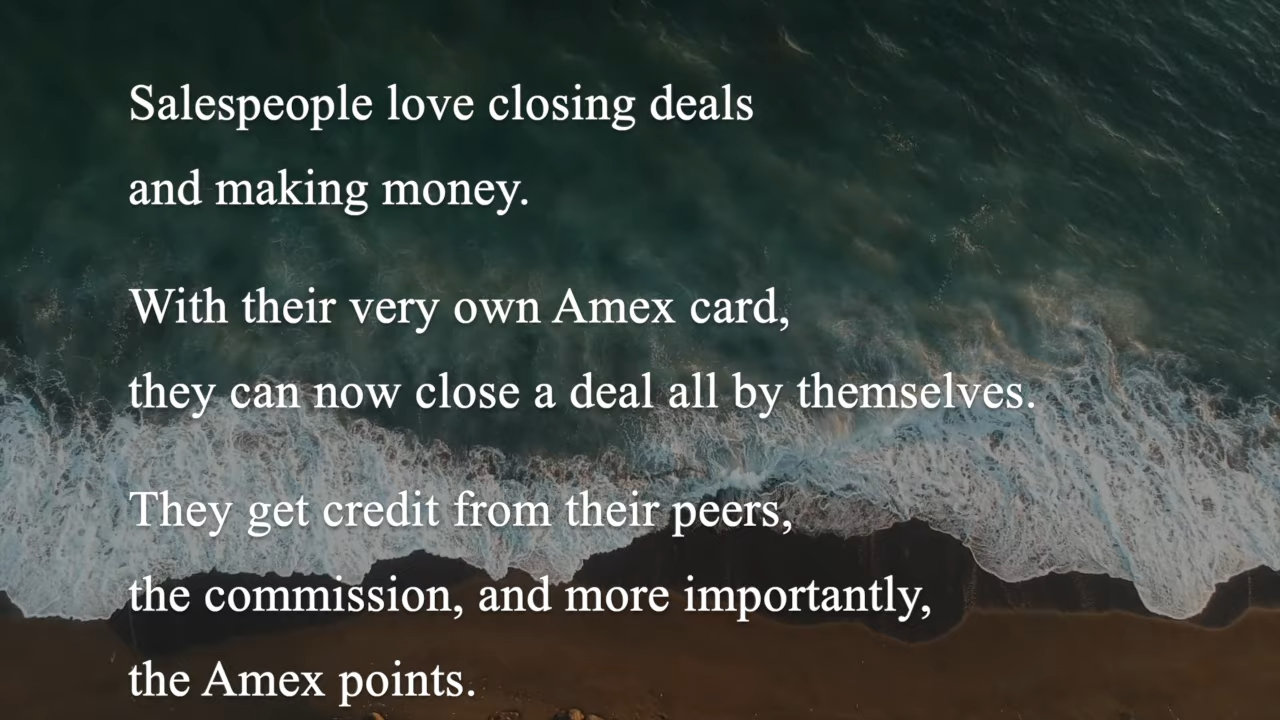 Salespeople love closing deals
and making money.
With their very own Amex card,
they can now close a deal all by themselves.
They get credit from their peers,
the commission, and more importantly,
the Amex points.